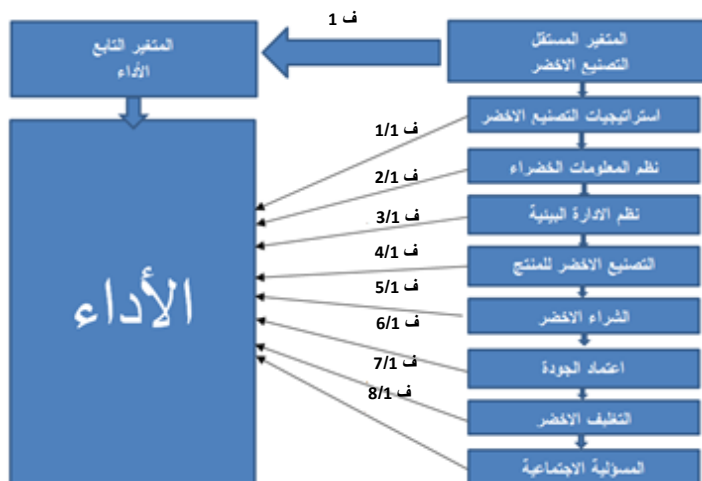 ف 1
المتغير المستقل
التصنيع الاخضر
المتغير التابع
الأداء
استراتيجيات التصنيع الاخضر
ف 1/1
نظم المعلومات الخضراء
ف 2/1
نظم الادارة البيئية
ف 3/1
التصنيع الاخضر للمنتج
ف 4/1
الشراء الاخضر
ف 5/1
اعتماد الجودة
ف 6/1
التغليف الاخضر
ف 7/1
المسؤلية الاجتماعية
ف 8/1
الأداء